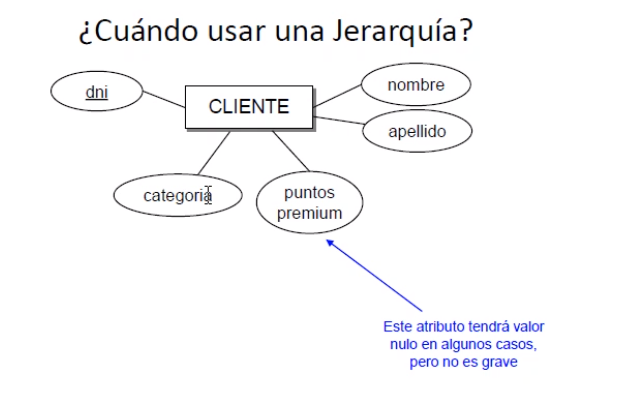 ¿Cuándo usar una Jerarquía?
dni
CLIENTE
nombre
apellido
categoria
puntos
premium
Este atributo tendrá valor
nulo en algunos casos,
pero no es grave